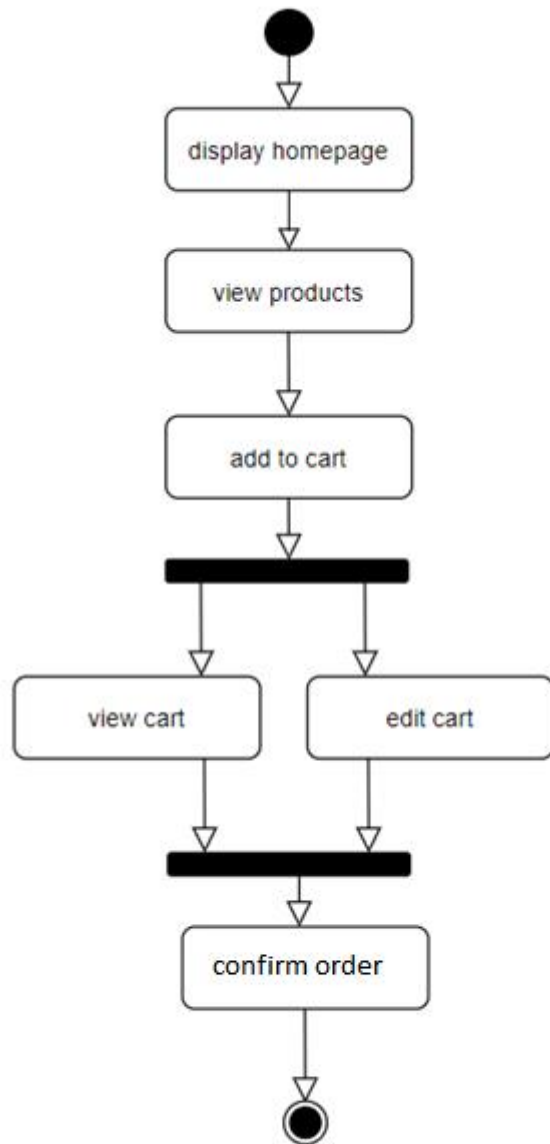 display homepage
view products
add to cart
view cart
edit cart
confirm order